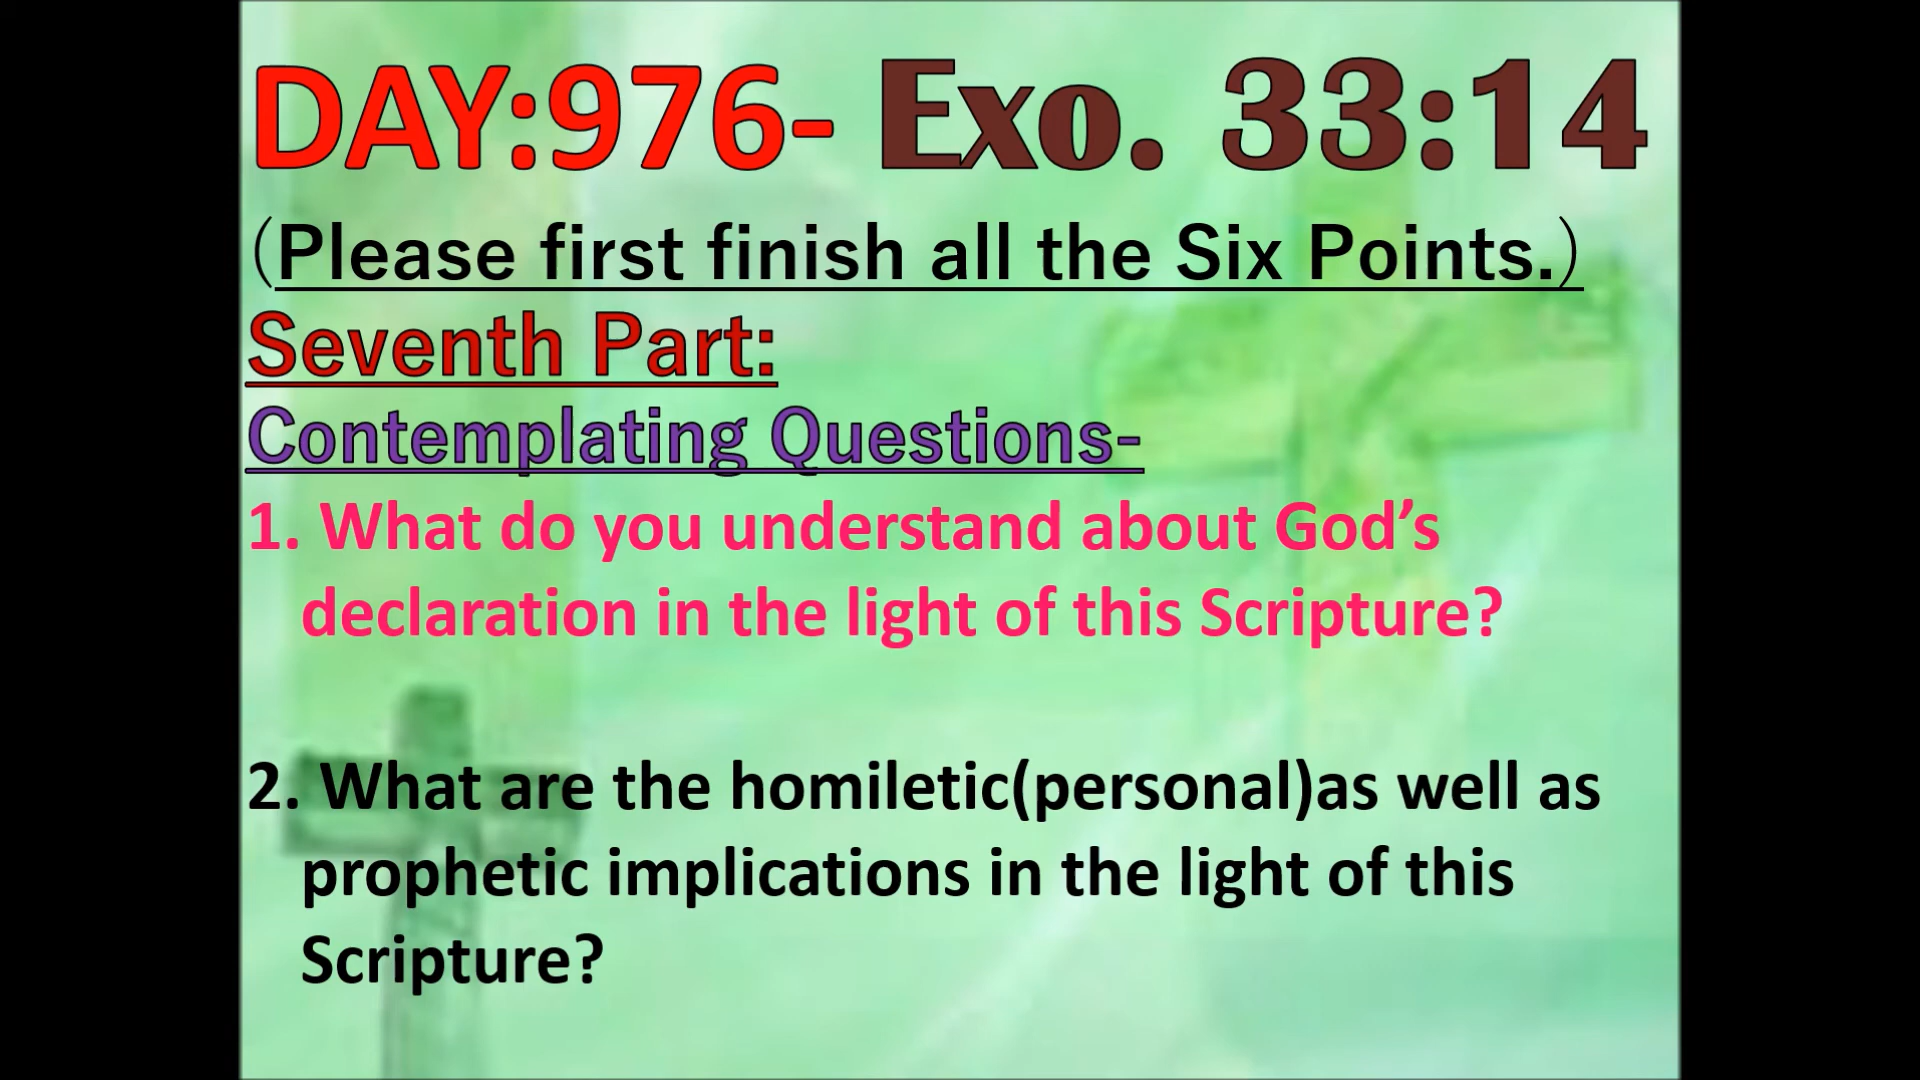 DAY:976- Exo. 33:14
(Please first finish all the Six Points.)
Seventh Part:
Contemplating Questions-
1. What do you understand about God’s
declaration in the light of this Scripture?
2. What are the homiletic(personal)as well as
prophetic implications in the light of this
Scripture?